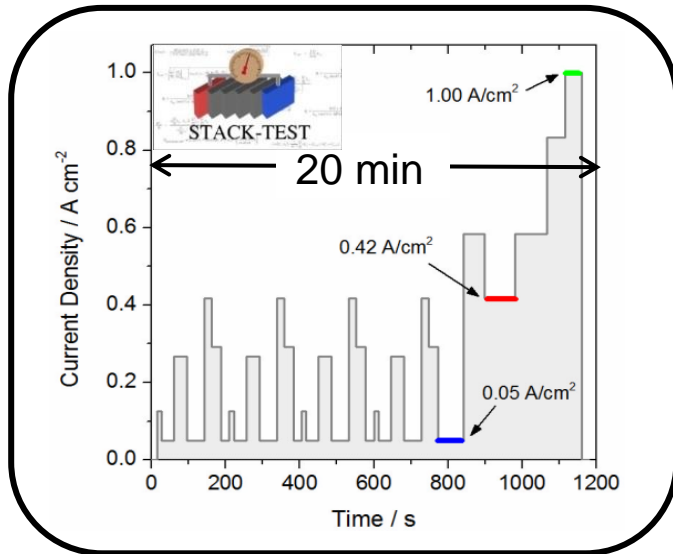 1.0
0.8
0.6
0.4
0.2
0.0
Current Density / A cm⁻²
STACK-TEST
20 min
1.00 A/cm²
0.42 A/cm²
0.05 A/cm²
0 200 400 600 800 1000 1200
Time / s